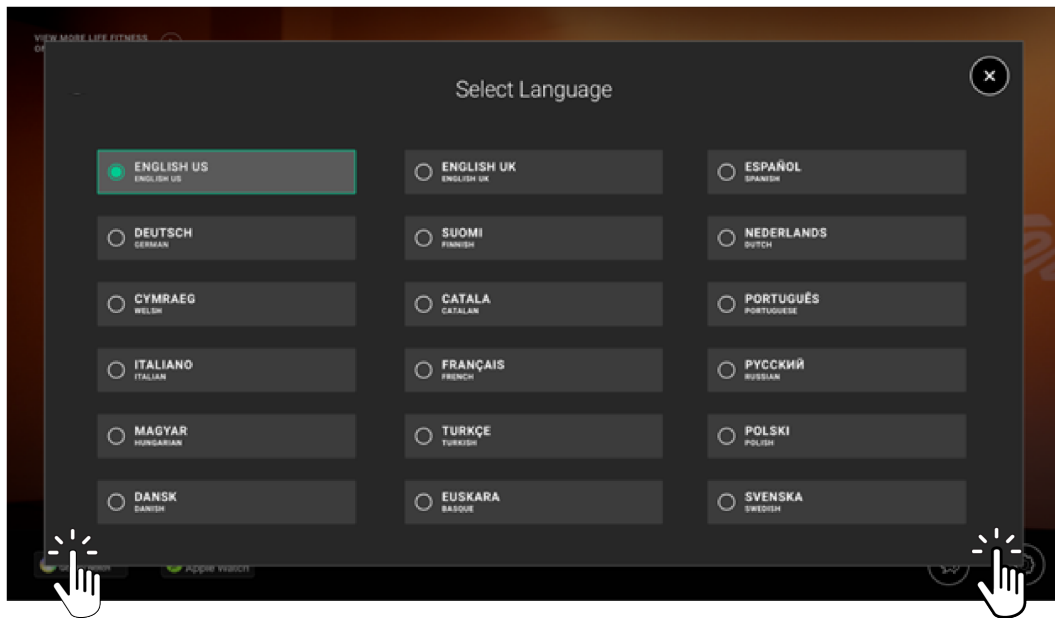 VIEW MORE LIFE FITNESS
Select Language
ENGLISH US
ENGLISH US
ENGLISH UK
ENGLISH UK
ESPAÑOL
SPANISH
DEUTSCH
GERMAN
SUOMI
FINNISH
NEDERLANDS
DUTCH
CYMRAEG
WELSH
CATALA
CATALAN
PORTUGUÊS
PORTUGUESE
ITALIANO
ITALIAN
FRANÇAIS
FRENCH
РУССКИЙ
RUSSIAN
MAGYAR
HUNGARIAN
TURKÇE
TURKISH
POLSKI
POLISH
DANSK
DANISH
EUSKARA
BASQUE
SVENSKA
SWEDISH
Apple Watch